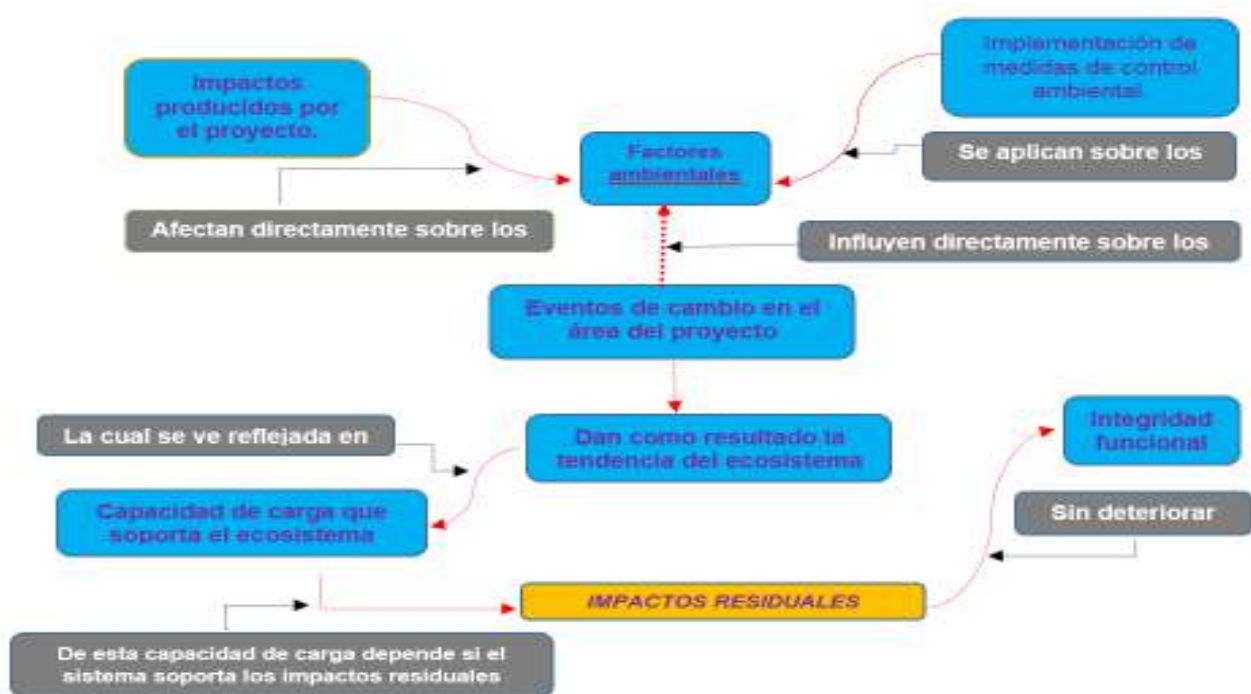 Implementación de
medidas de control
ambiental
Impactos
producidos por
el proyecto.
Factores
ambientales
Se aplican sobre los
Afectan directamente sobre los
Influyen directamente sobre los
Eventos de cambio en el
área del proyecto
La cual se ve reflejada en
Dan como resultado la
tendencia del ecosistema
Integridad
funcional
Capacidad de carga que
soporta el ecosistema
Sin deteriorar
IMPACTOS RESIDUALES
De esta capacidad de carga depende si el
sistema soporta los impactos residuales